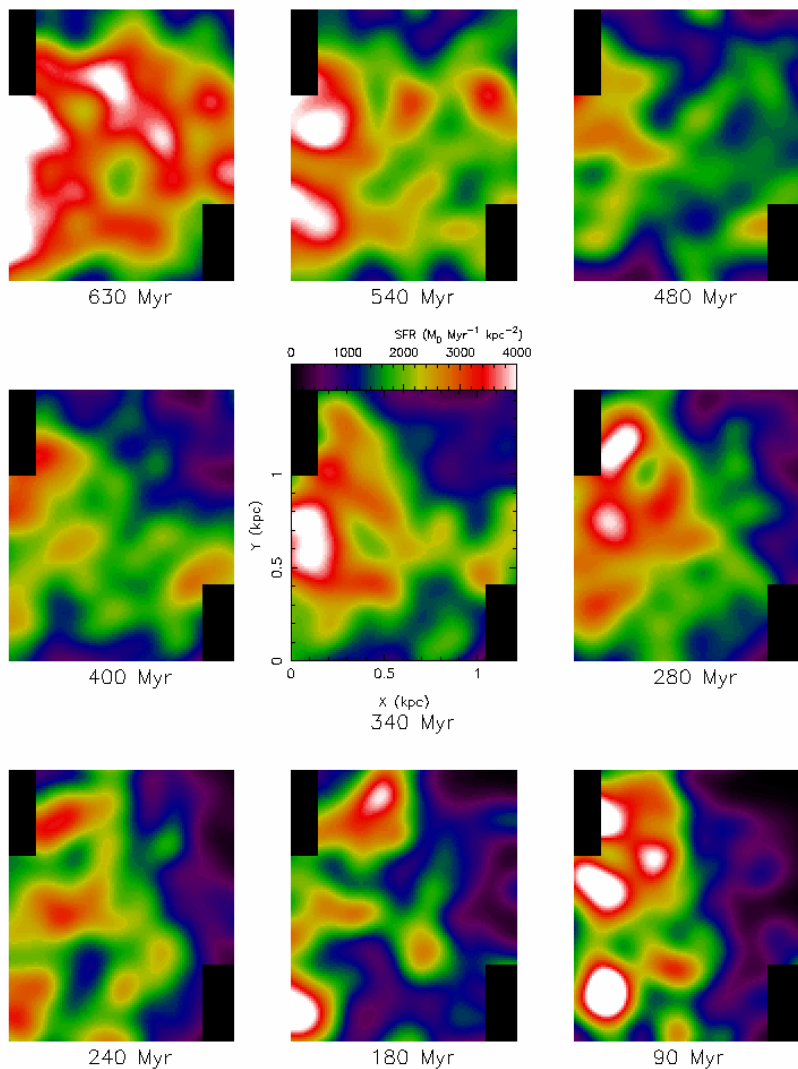 630 Myr
540 Myr
480 Myr
SFR (M_D Myr⁻¹ kpc⁻²)
0 1000 2000 3000 4000
400 Myr
Y (kpc)
1
0.5
0
0 0.5 1
X (kpc)
340 Myr
280 Myr
240 Myr
180 Myr
90 Myr